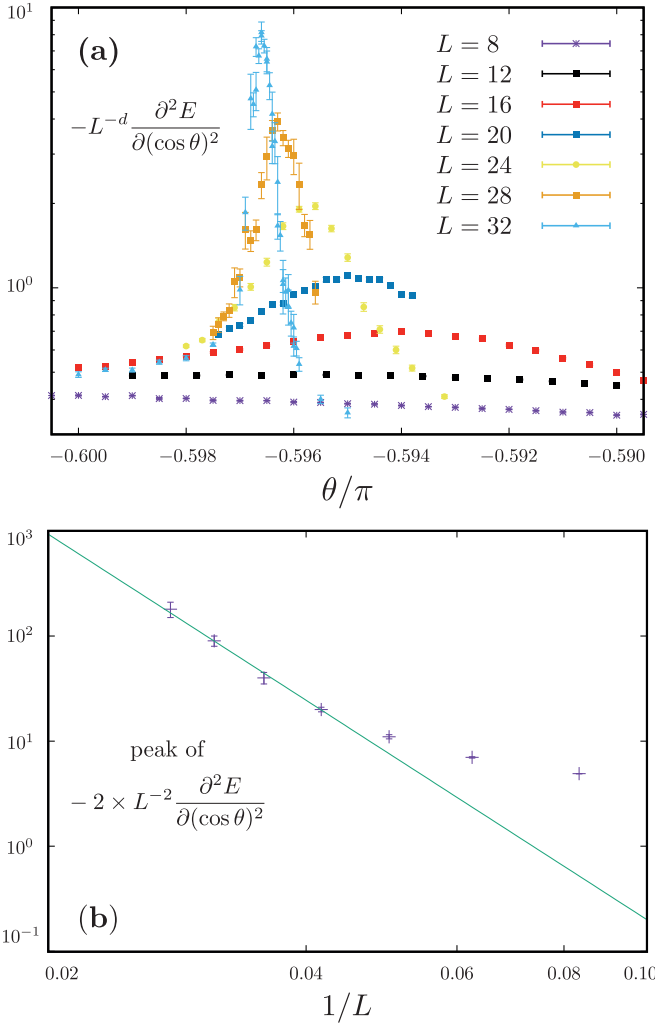 10^1
(a)
-L^{-d} ∂²E / ∂(cos θ)²
L = 8
L = 12
L = 16
L = 20
L = 24
L = 28
L = 32
10^0
−0.600 −0.598 −0.596 −0.594 −0.592 −0.590
θ/π
(b)
10^3
10^2
10^1
peak of
− 2 × L^{−2} ∂²E / ∂(cos θ)²
10^0
10^{−1}
0.02 0.04 0.06 0.08 0.10
1/L